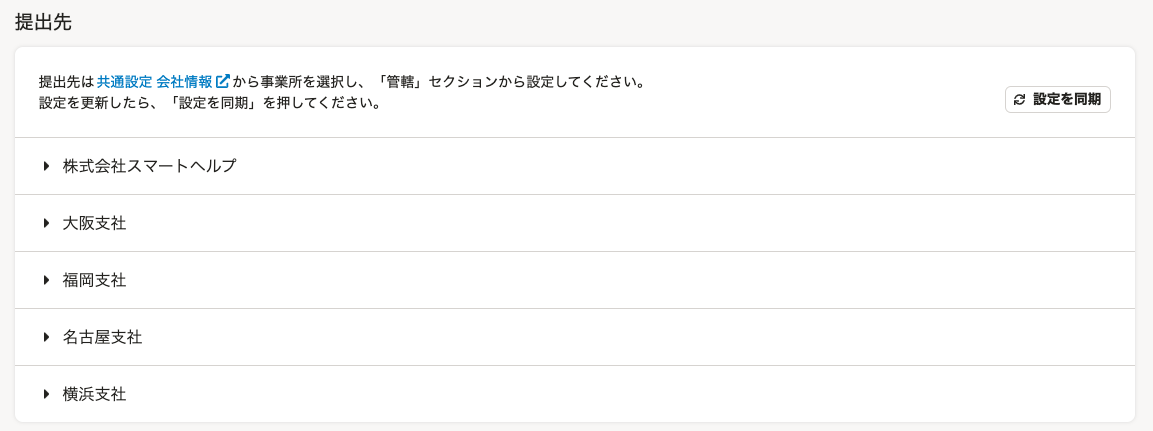 提出先
提出先は 共通設定 会社情報 から事業所を選択し、「管轄」セクションから設定してください。
設定を更新したら、「設定を同期」を押してください。
設定を同期
株式会社スマートヘルプ
大阪支社
福岡支社
名古屋支社
横浜支社